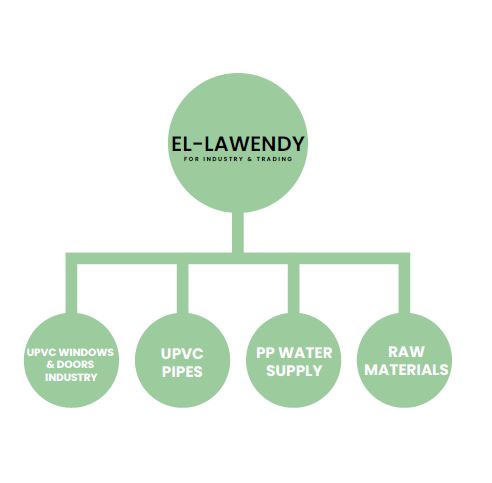 EL-LAWENDY
FOR INDUSTRY & TRADING
UPVC WINDOWS
& DOORS
INDUSTRY
UPVC
PIPES
PP WATER
SUPPLY
RAW
MATERIALS